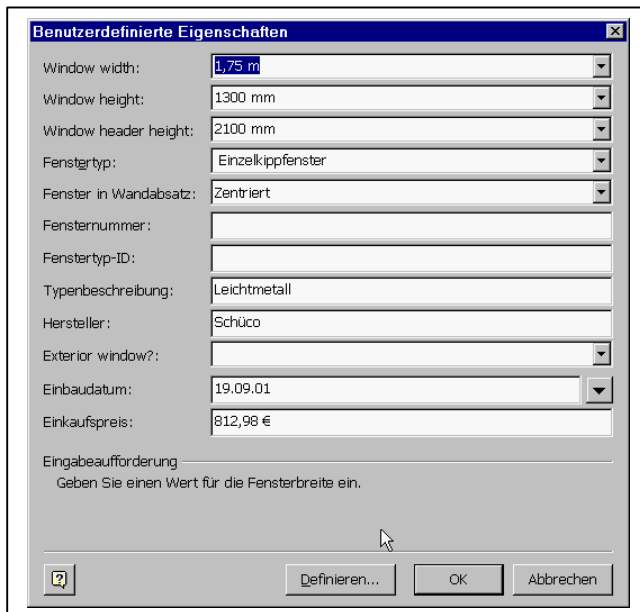 Benutzerdefinierte Eigenschaften
Window width: 1,75 m
Window height: 1300 mm
Window header height: 2100 mm
Fenstertyp: Einzelkippfenster
Fenster in Wandabsatz: Zentriert
Fensternummer:
Fenstertyp-ID:
Typenbeschreibung: Leichtmetall
Hersteller: Schüco
Exterior window?:
Einbaudatum: 19.09.01
Einkaufspreis: 812,98 €
Eingabeaufforderung
Geben Sie einen Wert für die Fensterbreite ein.
? Definieren... OK Abbrechen